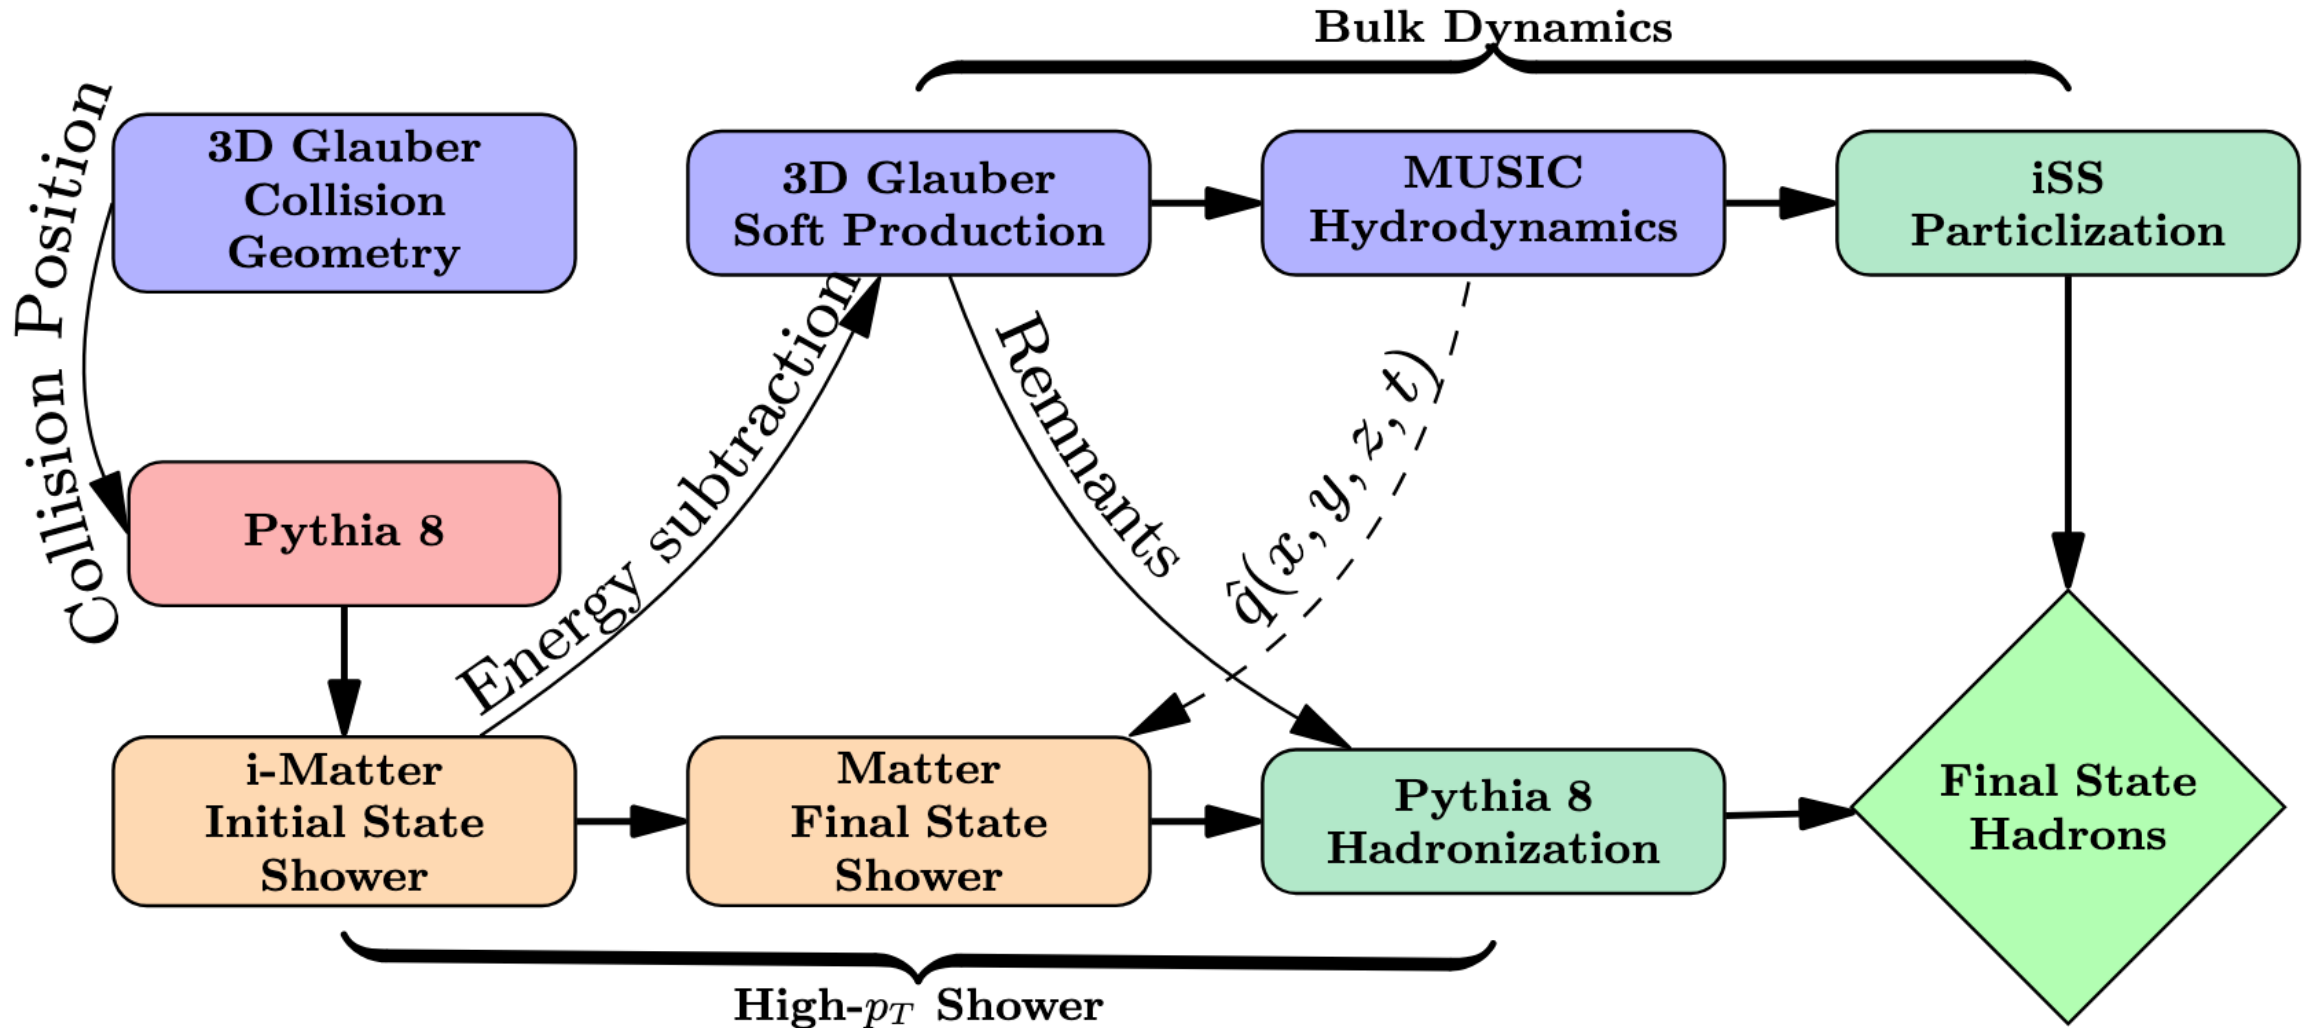 Bulk Dynamics
Collision Position
3D Glauber
Collision
Geometry
3D Glauber
Soft Production
MUSIC
Hydrodynamics
iSS
Particlization
Energy subtraction
Remnants
q̂(x, y, z, t)
Pythia 8
i-Matter
Initial State
Shower
Matter
Final State
Shower
Pythia 8
Hadronization
Final State
Hadrons
High-p_T Shower